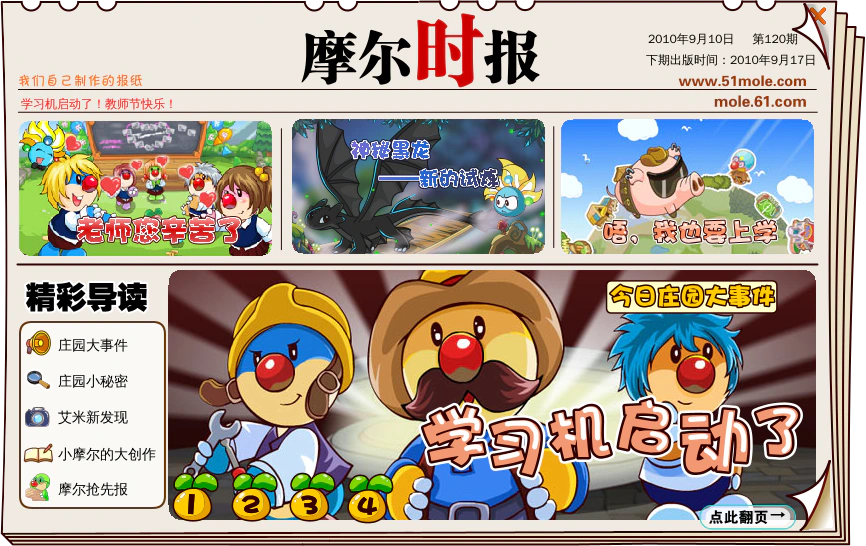 摩尔时报
2010年9月10日 第120期
下期出版时间：2010年9月17日
我们自己制作的报纸
www.51mole.com
学习机启动了！教师节快乐！
mole.61.com
老师您辛苦了
神秘黑龙
——新的试炼
唔，我也要上学
精彩导读
今日庄园大事件
庄园大事件
庄园小秘密
艾米新发现
小摩尔的大创作
摩尔抢先报
学习机启动了
1 2 3 4
点此翻页→